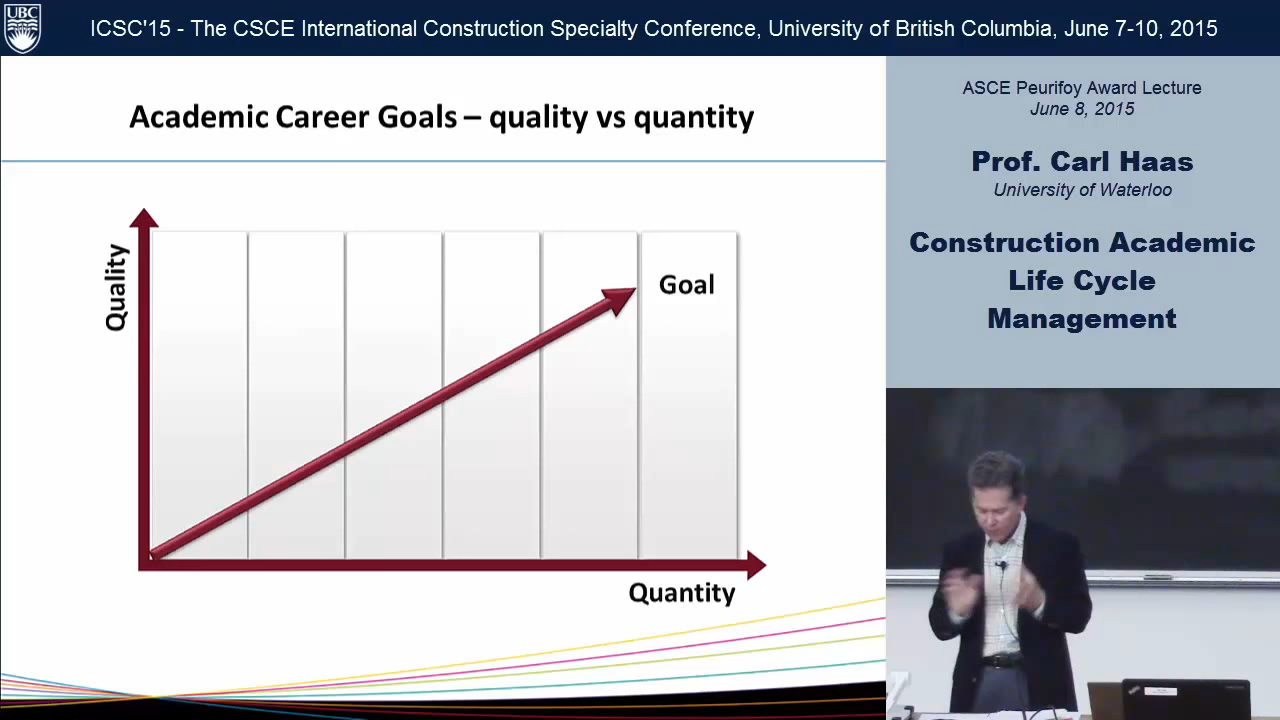 UBC
ICSC'15 - The CSCE International Construction Specialty Conference, University of British Columbia, June 7-10, 2015
Academic Career Goals – quality vs quantity
Quality
Goal
Quantity
ASCE Peurifoy Award Lecture
June 8, 2015
Prof. Carl Haas
University of Waterloo
Construction Academic
Life Cycle
Management